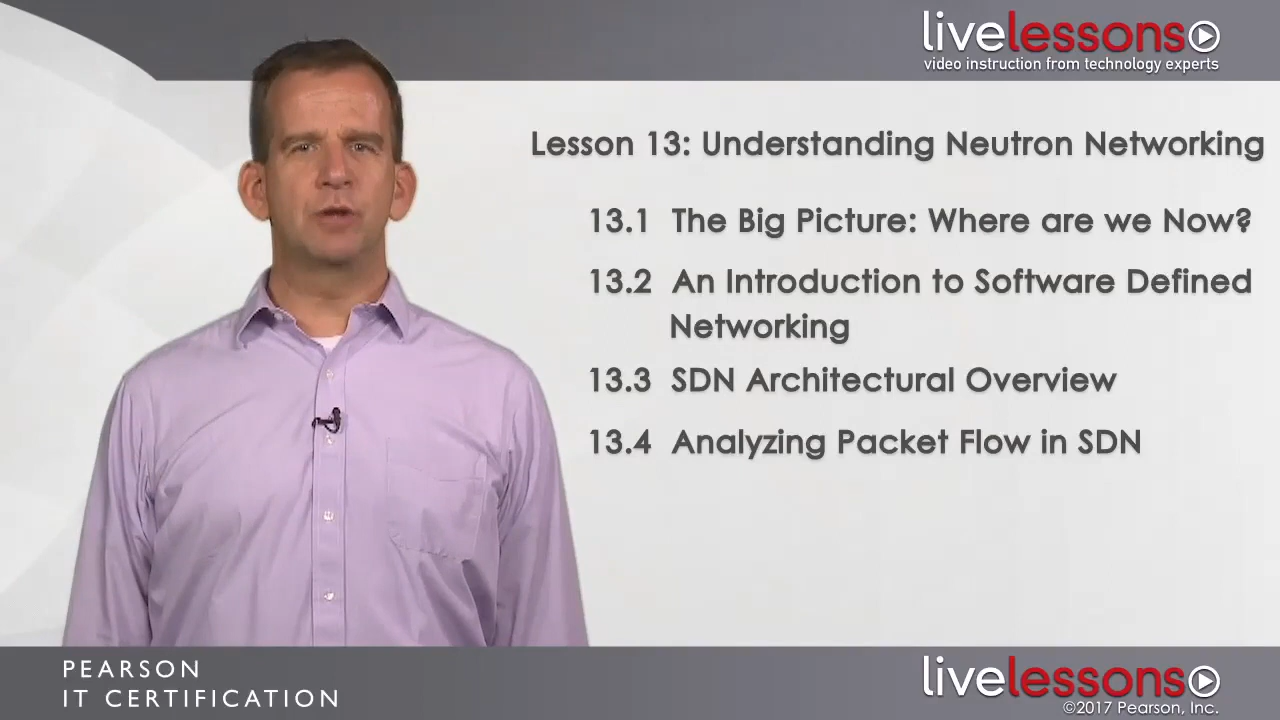 livelessons
video instruction from technology experts
Lesson 13: Understanding Neutron Networking
13.1 The Big Picture: Where are we Now?
13.2 An Introduction to Software Defined
Networking
13.3 SDN Architectural Overview
13.4 Analyzing Packet Flow in SDN
PEARSON
IT CERTIFICATION
livelessons
©2017 Pearson, Inc.